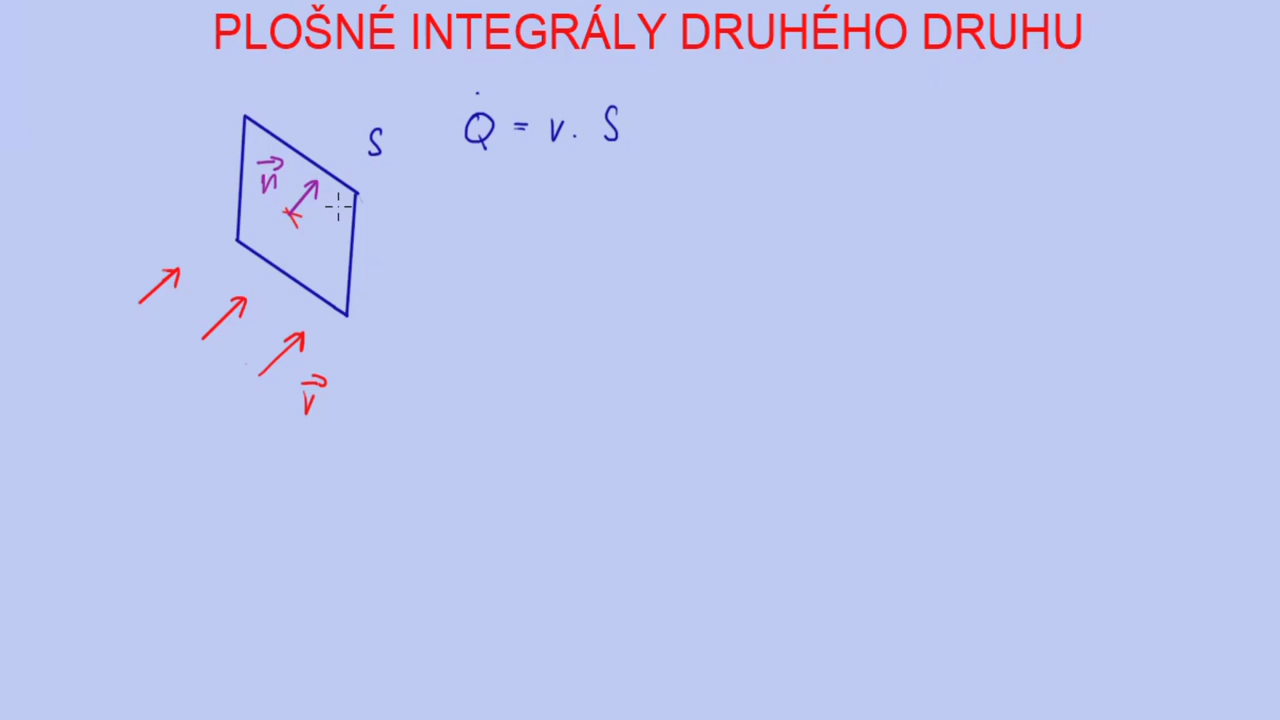 PLOŠNÉ INTEGRÁLY DRUHÉHO DRUHU
S
Q̇ = v. S
n⃗
v⃗